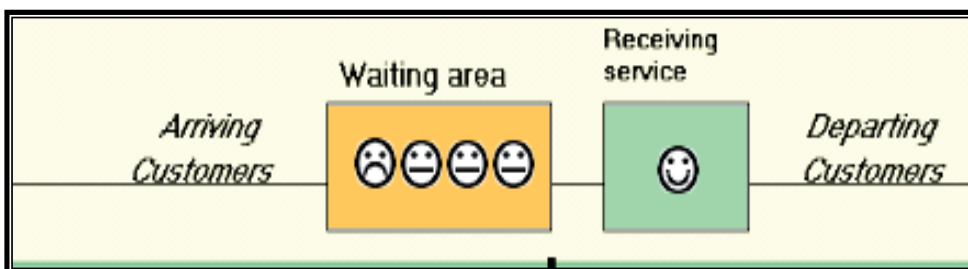 Receiving
service
Waiting area
Arriving
Customers
Departing
Customers